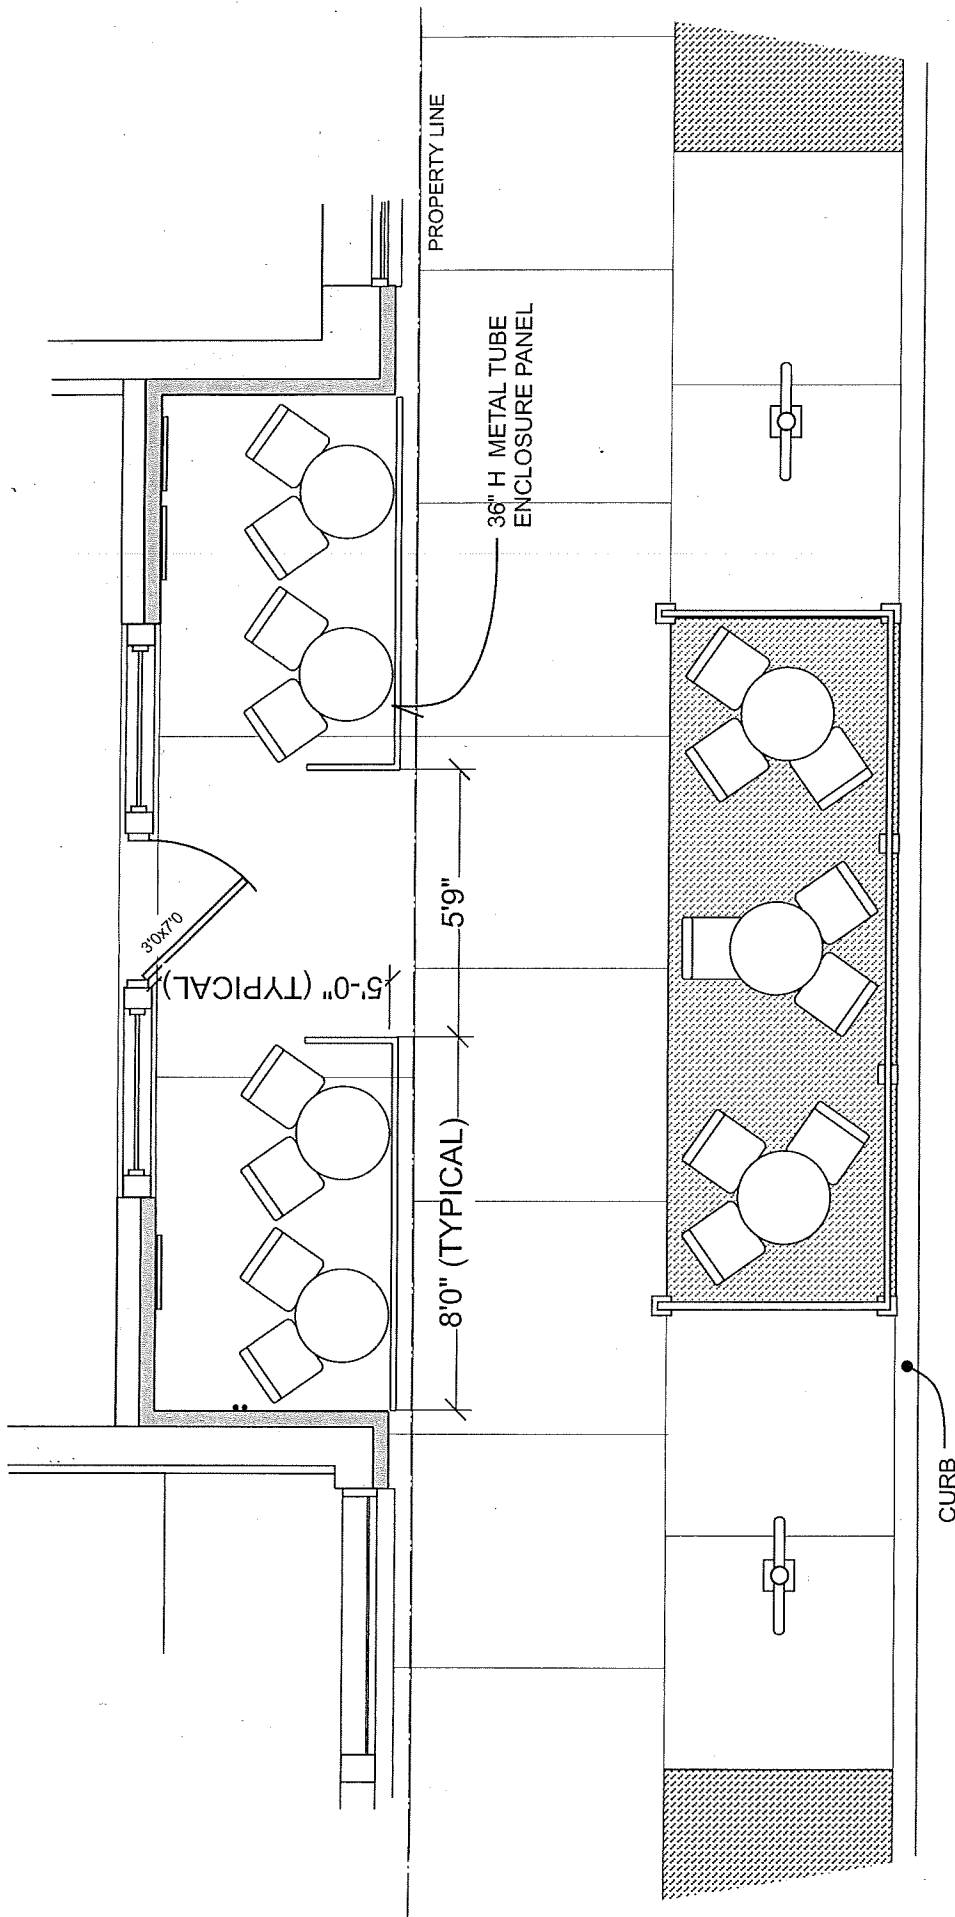 PROPERTY LINE
36" H METAL TUBE
ENCLOSURE PANEL
3'0x7'0
5'-0" (TYPICAL)
5'9"
8'0" (TYPICAL)
CURB